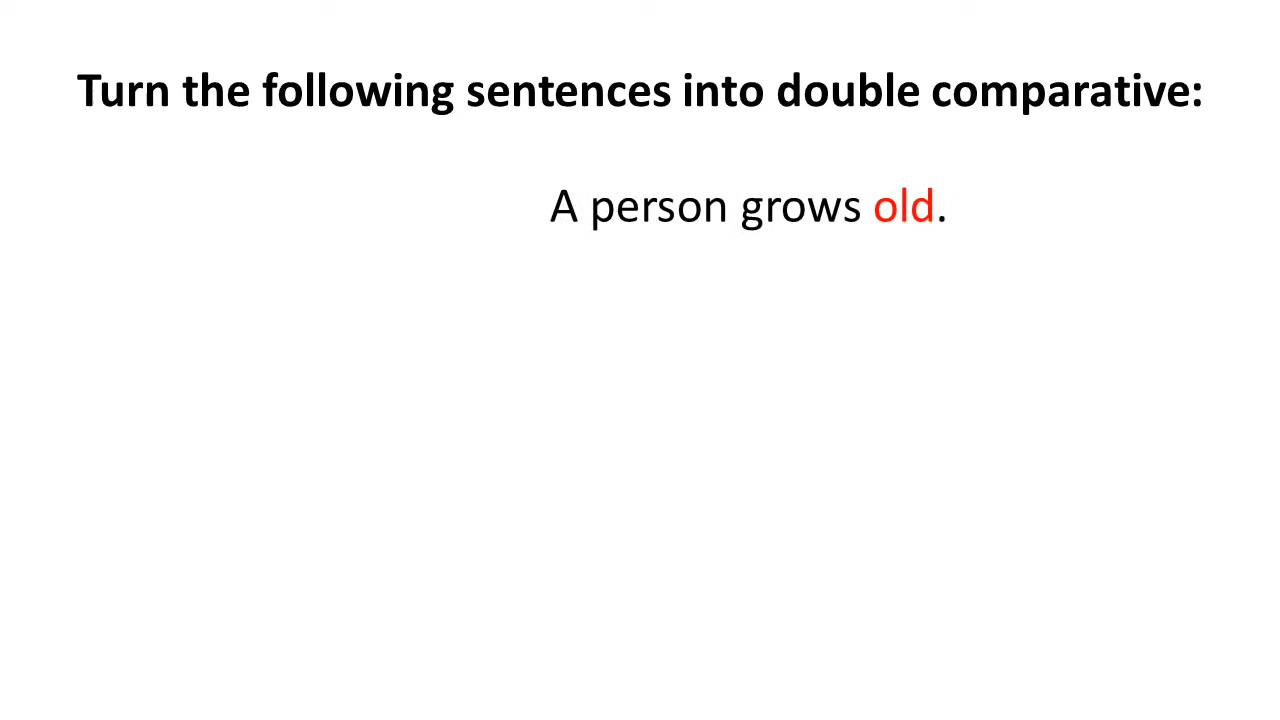 Turn the following sentences into double comparative:
A person grows old.